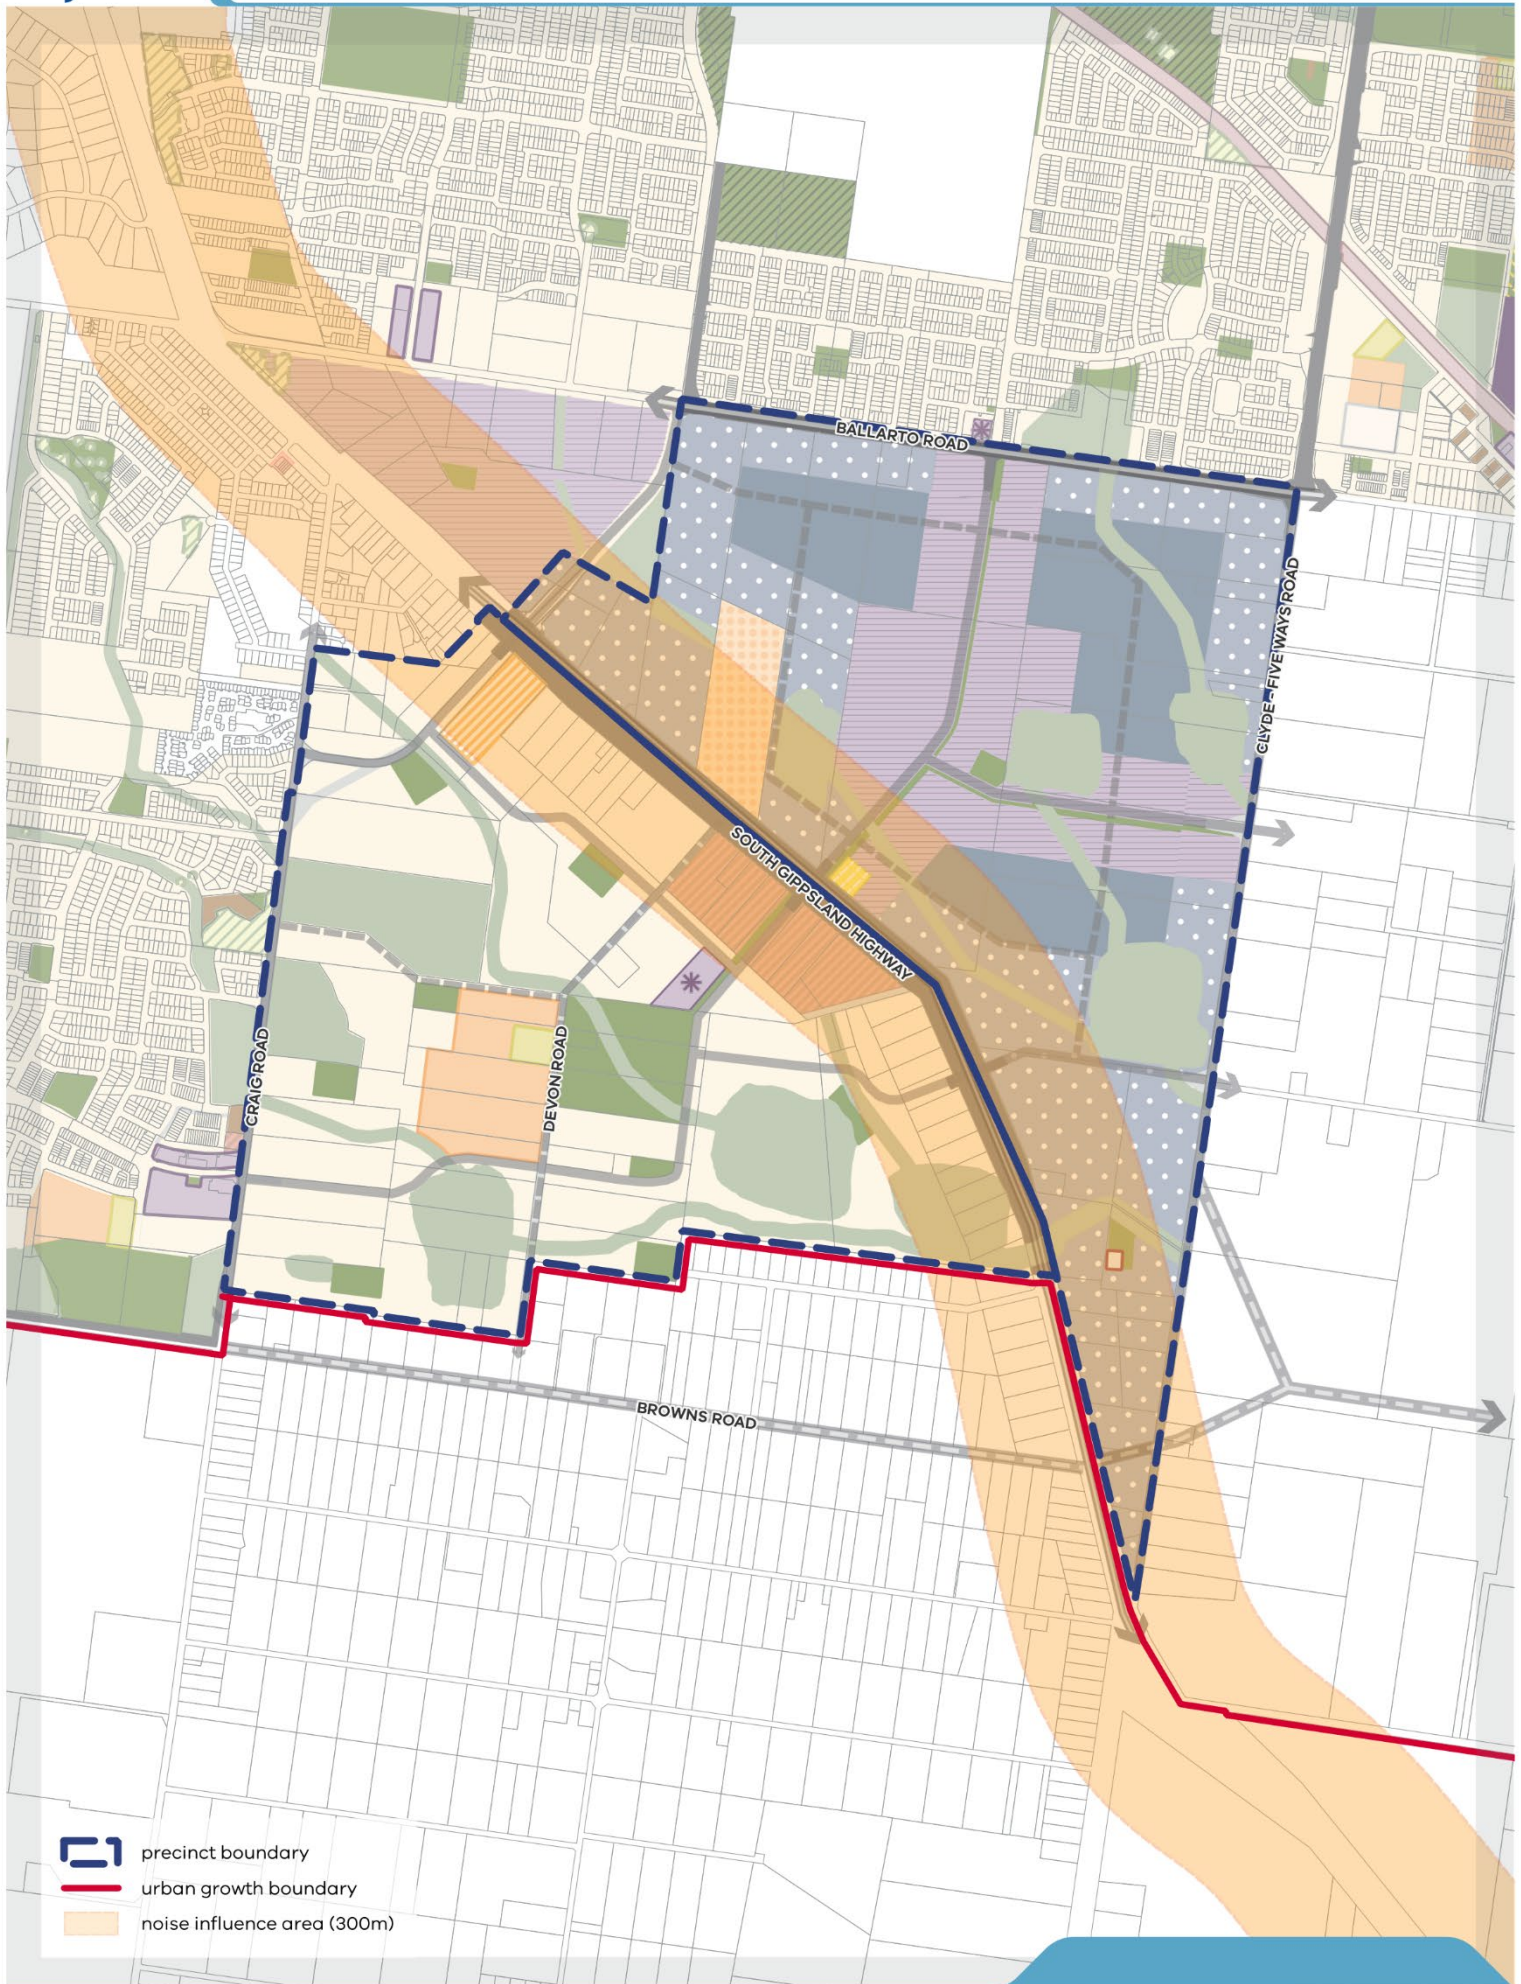 BALLARTO ROAD
CLYDE - FIVE WAYS ROAD
SOUTH GIPPSLAND HIGHWAY
CRAIG ROAD
DEVON ROAD
BROWNS ROAD
precinct boundary
urban growth boundary
noise influence area (300m)